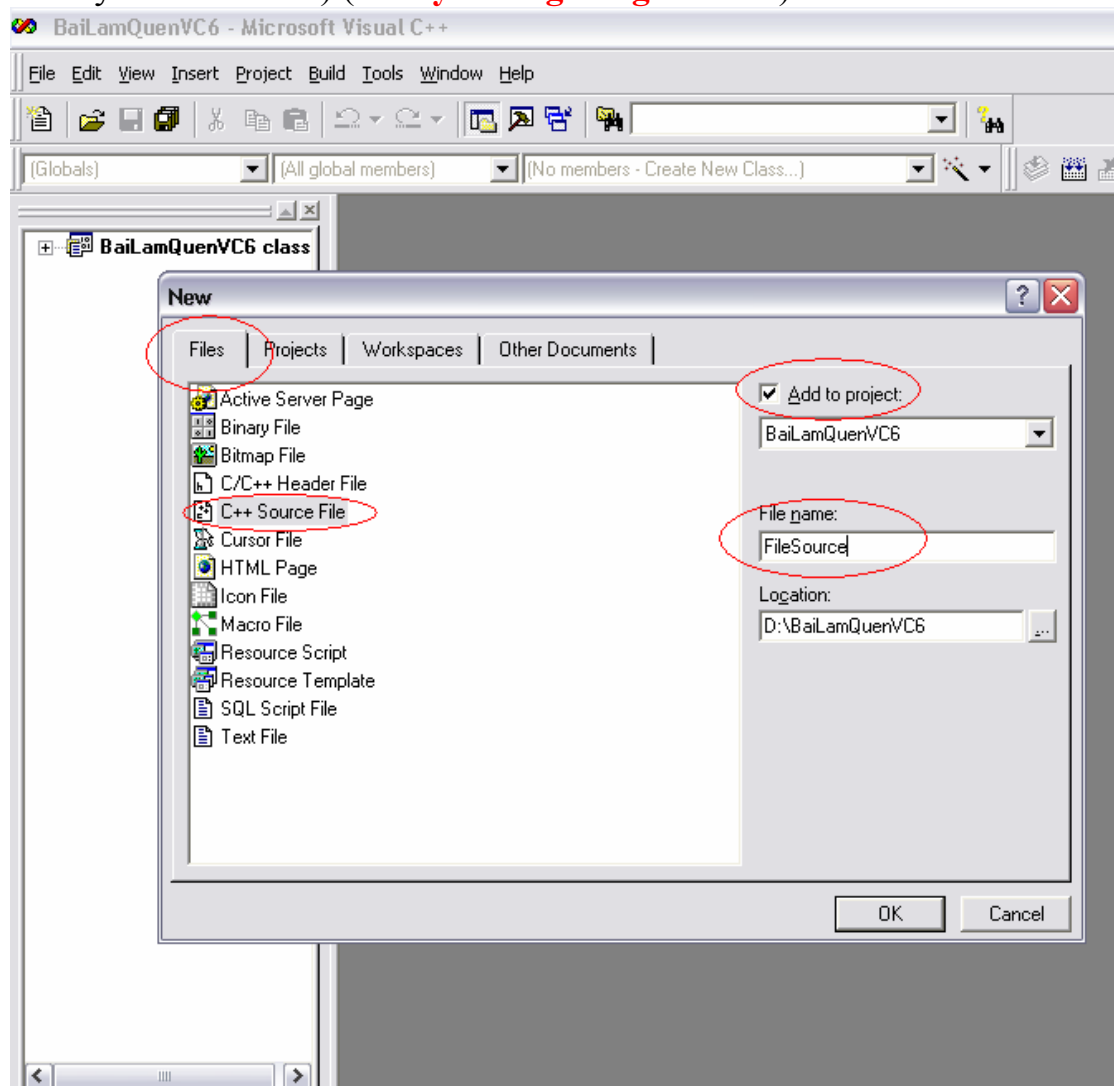 BaiLamQuenVC6 - Microsoft Visual C++
File Edit View Insert Project Build Tools Window Help
(Globals) (All global members) (No members - Create New Class...)
BaiLamQuenVC6 class
New
Files Projects Workspaces Other Documents
Active Server Page
Binary File
Bitmap File
C/C++ Header File
C++ Source File
Cursor File
HTML Page
Icon File
Macro File
Resource Script
Resource Template
SQL Script File
Text File
Add to project:
BaiLamQuenVC6
File name:
FileSource
Location:
D:\BaiLamQuenVC6
...
OK Cancel